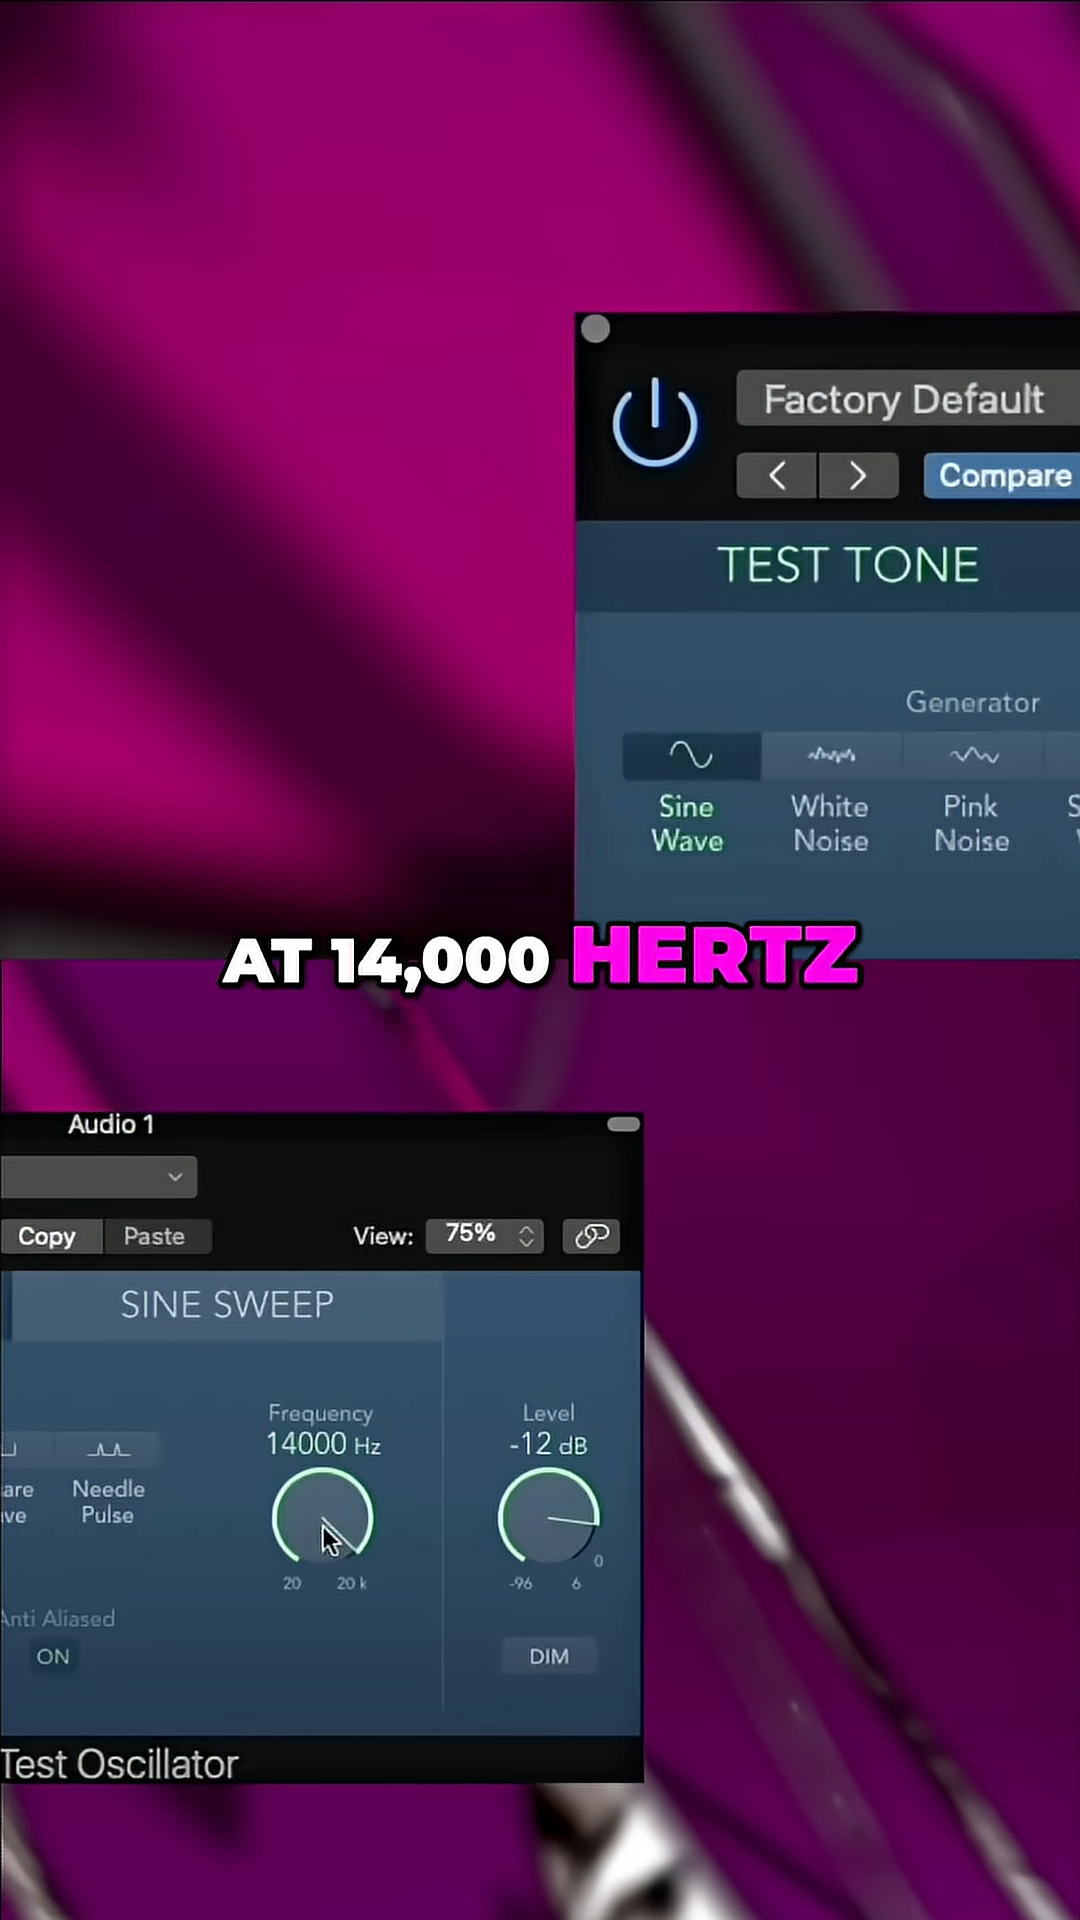 Factory Default
Compare
TEST TONE
Generator
Sine Wave
White Noise
Pink Noise
AT 14,000 HERTZ
Audio 1
Copy
Paste
View: 75%
SINE SWEEP
Frequency
14000 Hz
Level
-12 dB
Needle Pulse
20
20 k
-96
6
0
Anti Aliased
ON
DIM
Test Oscillator